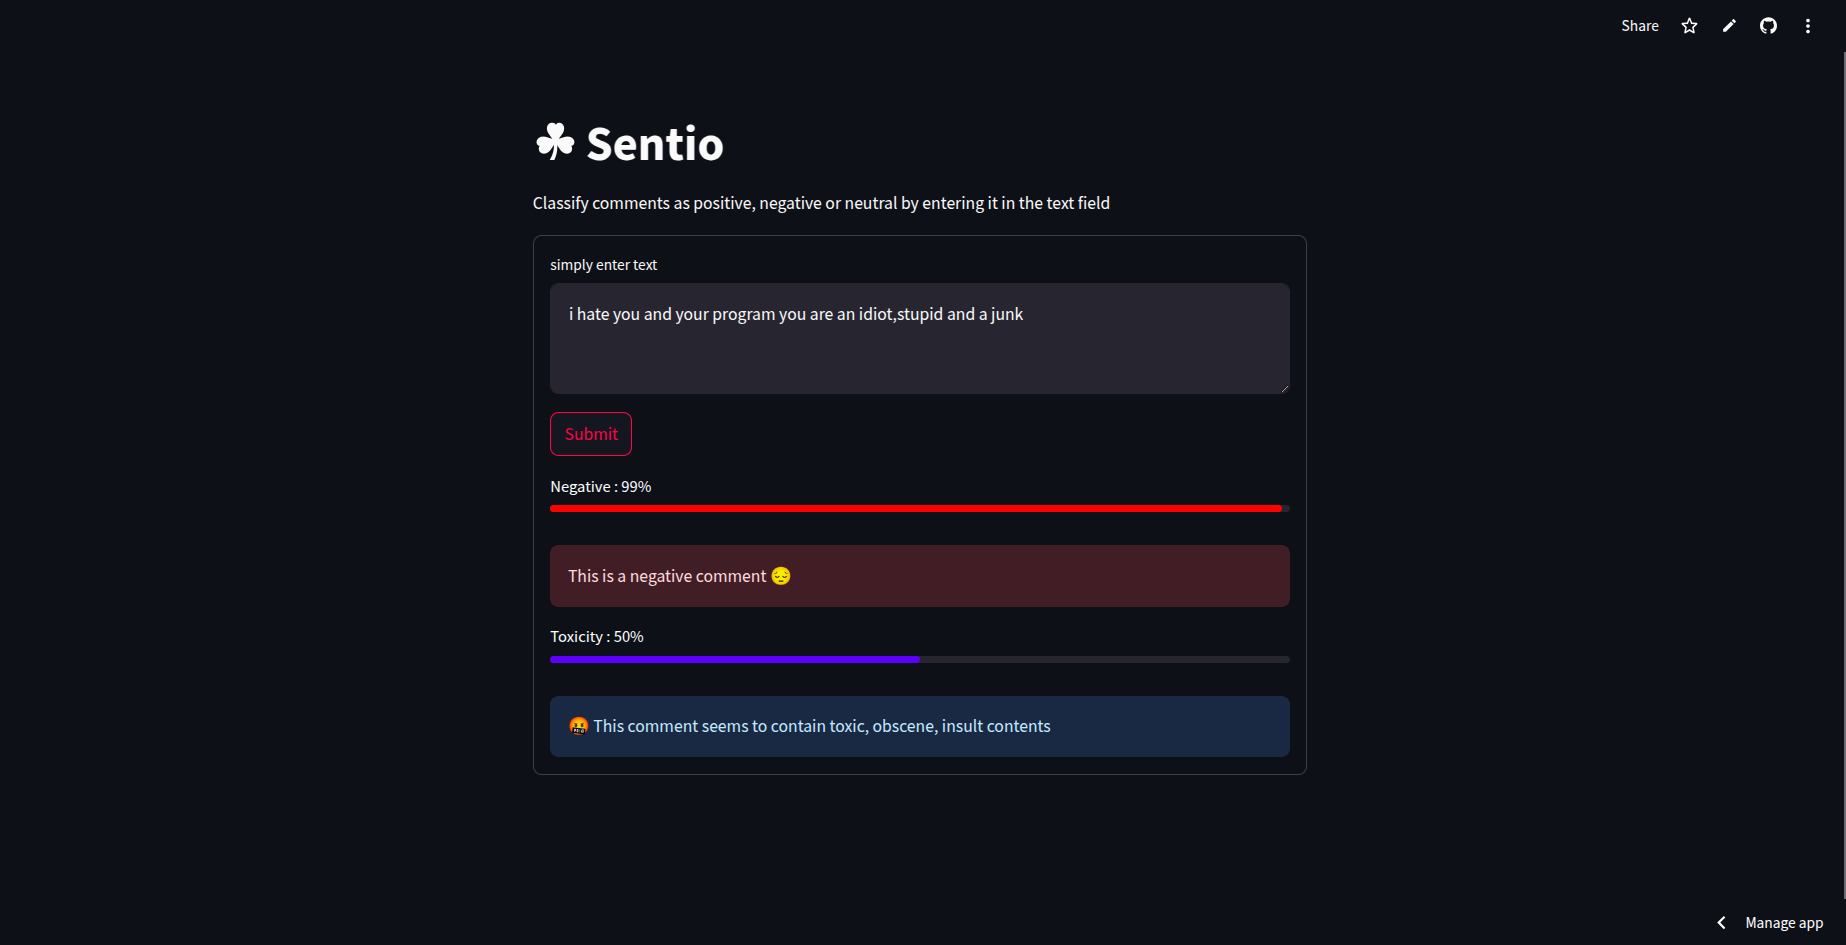 Share
☘ Sentio
Classify comments as positive, negative or neutral by entering it in the text field
simply enter text
i hate you and your program you are an idiot,stupid and a junk
Submit
Negative : 99%
This is a negative comment 😔
Toxicity : 50%
🤬 This comment seems to contain toxic, obscene, insult contents
Manage app